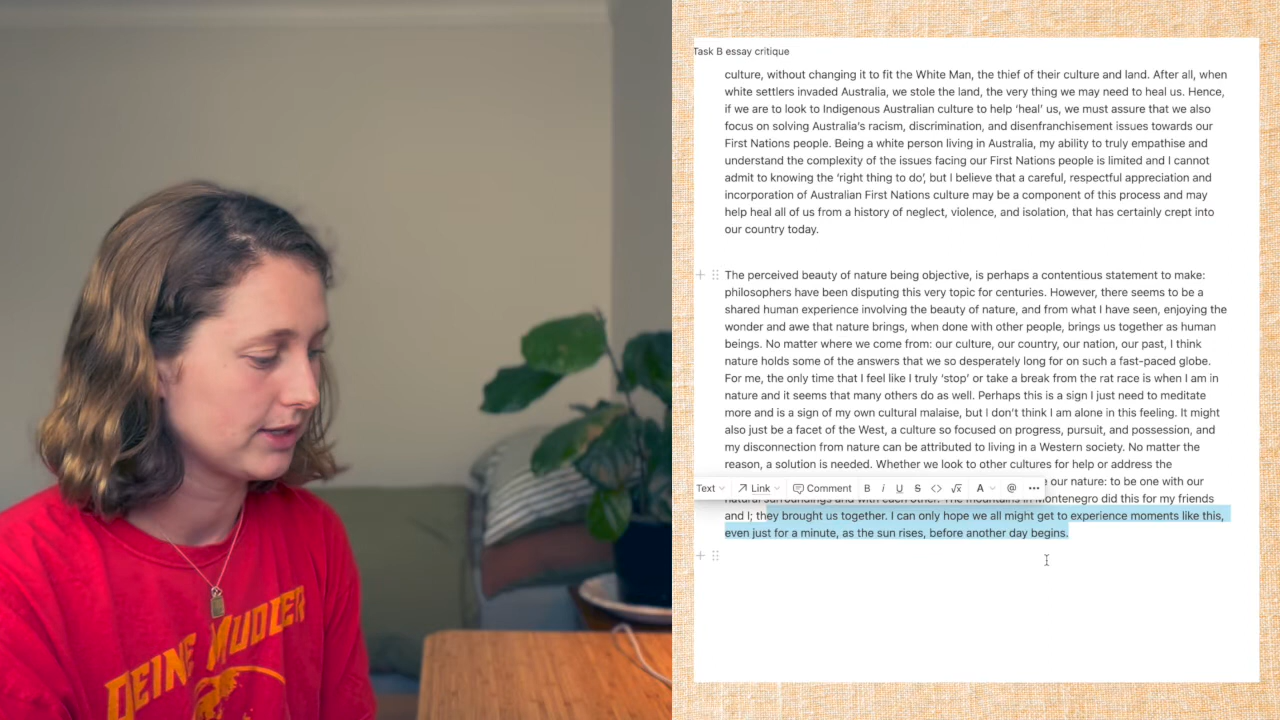 Task B essay critique
culture, without changing it to fit the White Man, the thief of their culture and land. After all, when
white settlers invaded Australia, we stole the land, the very thing we may need to heal us. Hence,
if we are to look to Indigenous Australian culture to help ‘heal’ us, we must assure that we also
focus on solving Australia’s racism, discrimination, and disenfranchisement issues towards our
First Nations people. Being a white person living in Australia, my ability to truly empathise and
understand the complexity of the issues facing our First Nations people is limited and I cannot
admit to knowing the ‘right thing to do’, but I believe that a careful, respectful appreciation and
incorporation of Australian First Nations culture may be a component of the process and may
help heal all of us from a history of neglect, violence, and isolation, that has certainly crept into
our country today.
The perceived beauty of nature being objective, is perhaps a contentious statement to make:
philosophers have been disputing this very topic for centuries. However, there seems to be a
shared human experience involving the beauty of nature, and from what I have seen, enjoying the
wonder and awe that nature brings, when done with other people, brings us together as human
beings. No matter where we come from: our culture, our country, our nation, our past, I think
nature holds some of the answers that we so desperately look for on such a fast-paced globe.
For me, the only time that I feel like I truly ‘stop’ or take a break from the rat race is when I am in
nature and it seems that many others do as well. Perhaps this is a sign I just need to meditate
more and is a sign of my own cultural malaise, but I don’t think I am alone in this feeling. It might
also just be a facet of the West, a culture so focused on progress, pursuit, and possession, and
my disconnection from nature can be attributed to living in a Western society. No matter the
reason, a solution is needed. Whether we look to other cultures for help or address the
our nature: to be one with our
Text Link Comment B i U S A @
natural surroundings and with each other. The mountains in Montenegro did this for my friends
and I; they brought us together. I can only hope we all might get to experience moments like this,
even just for a minute, as the sun rises, before another day begins.